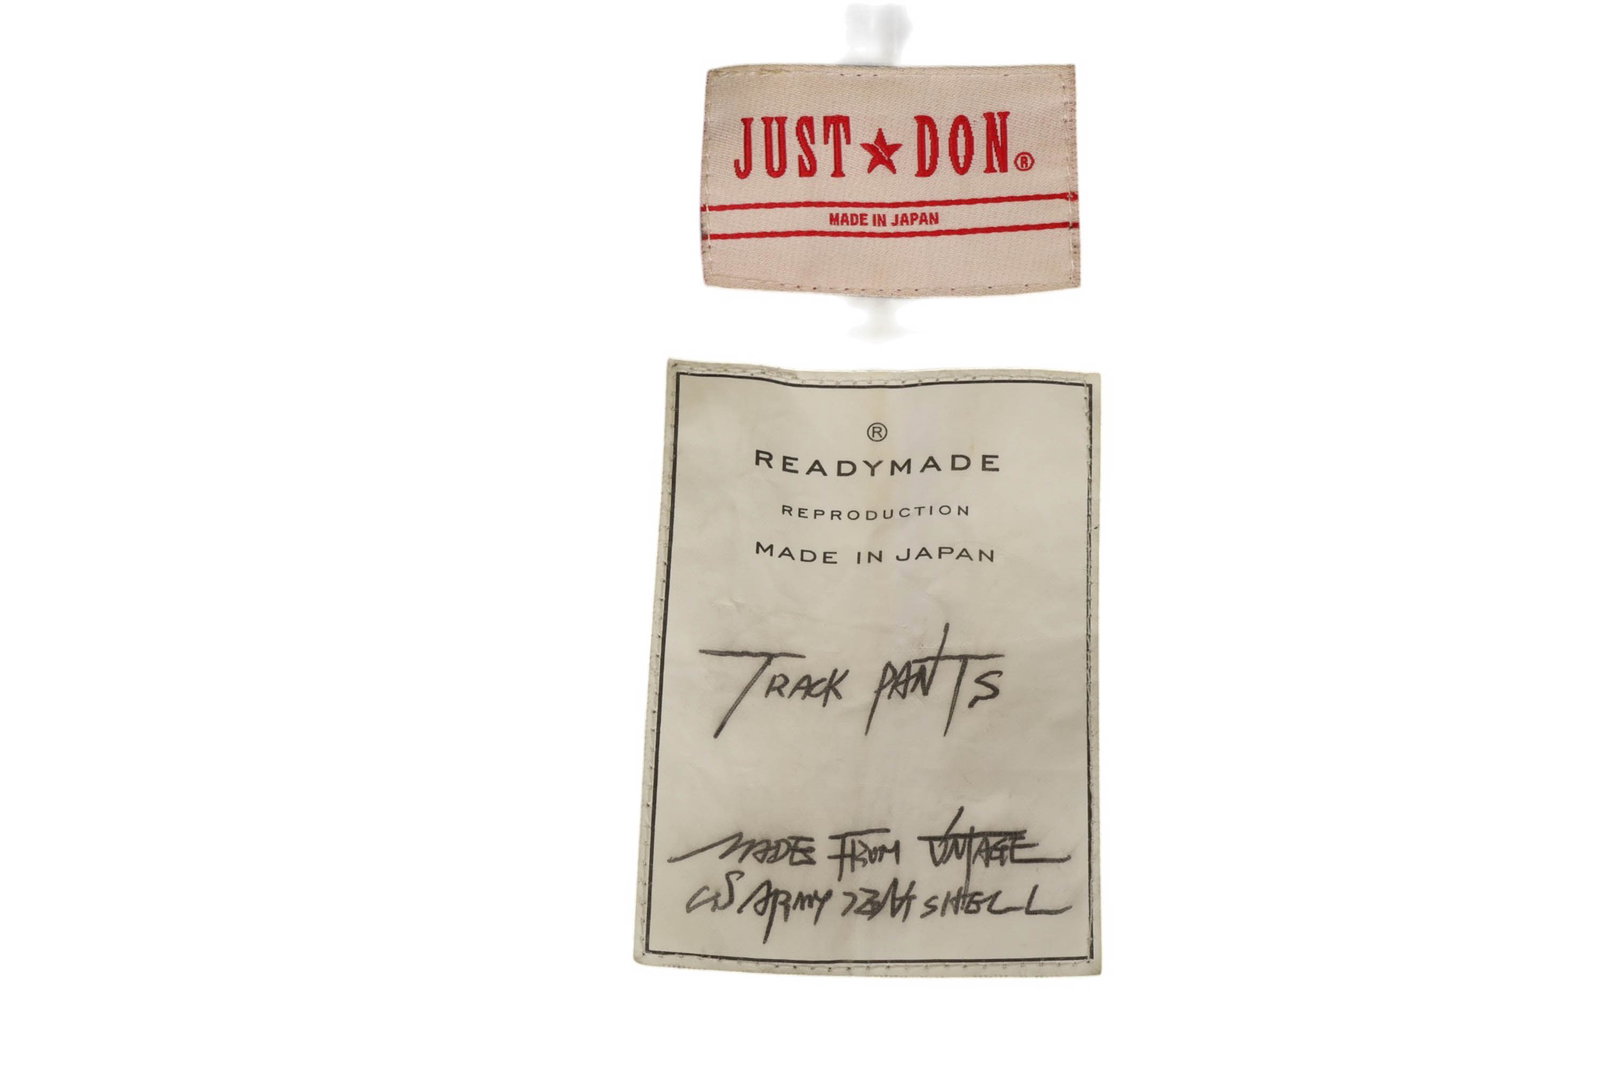 JUST★DON®
MADE IN JAPAN
®
READYMADE
REPRODUCTION
MADE IN JAPAN
TRACK PANTS
MADE FROM VINTAGE
US ARMY TENT SHELL